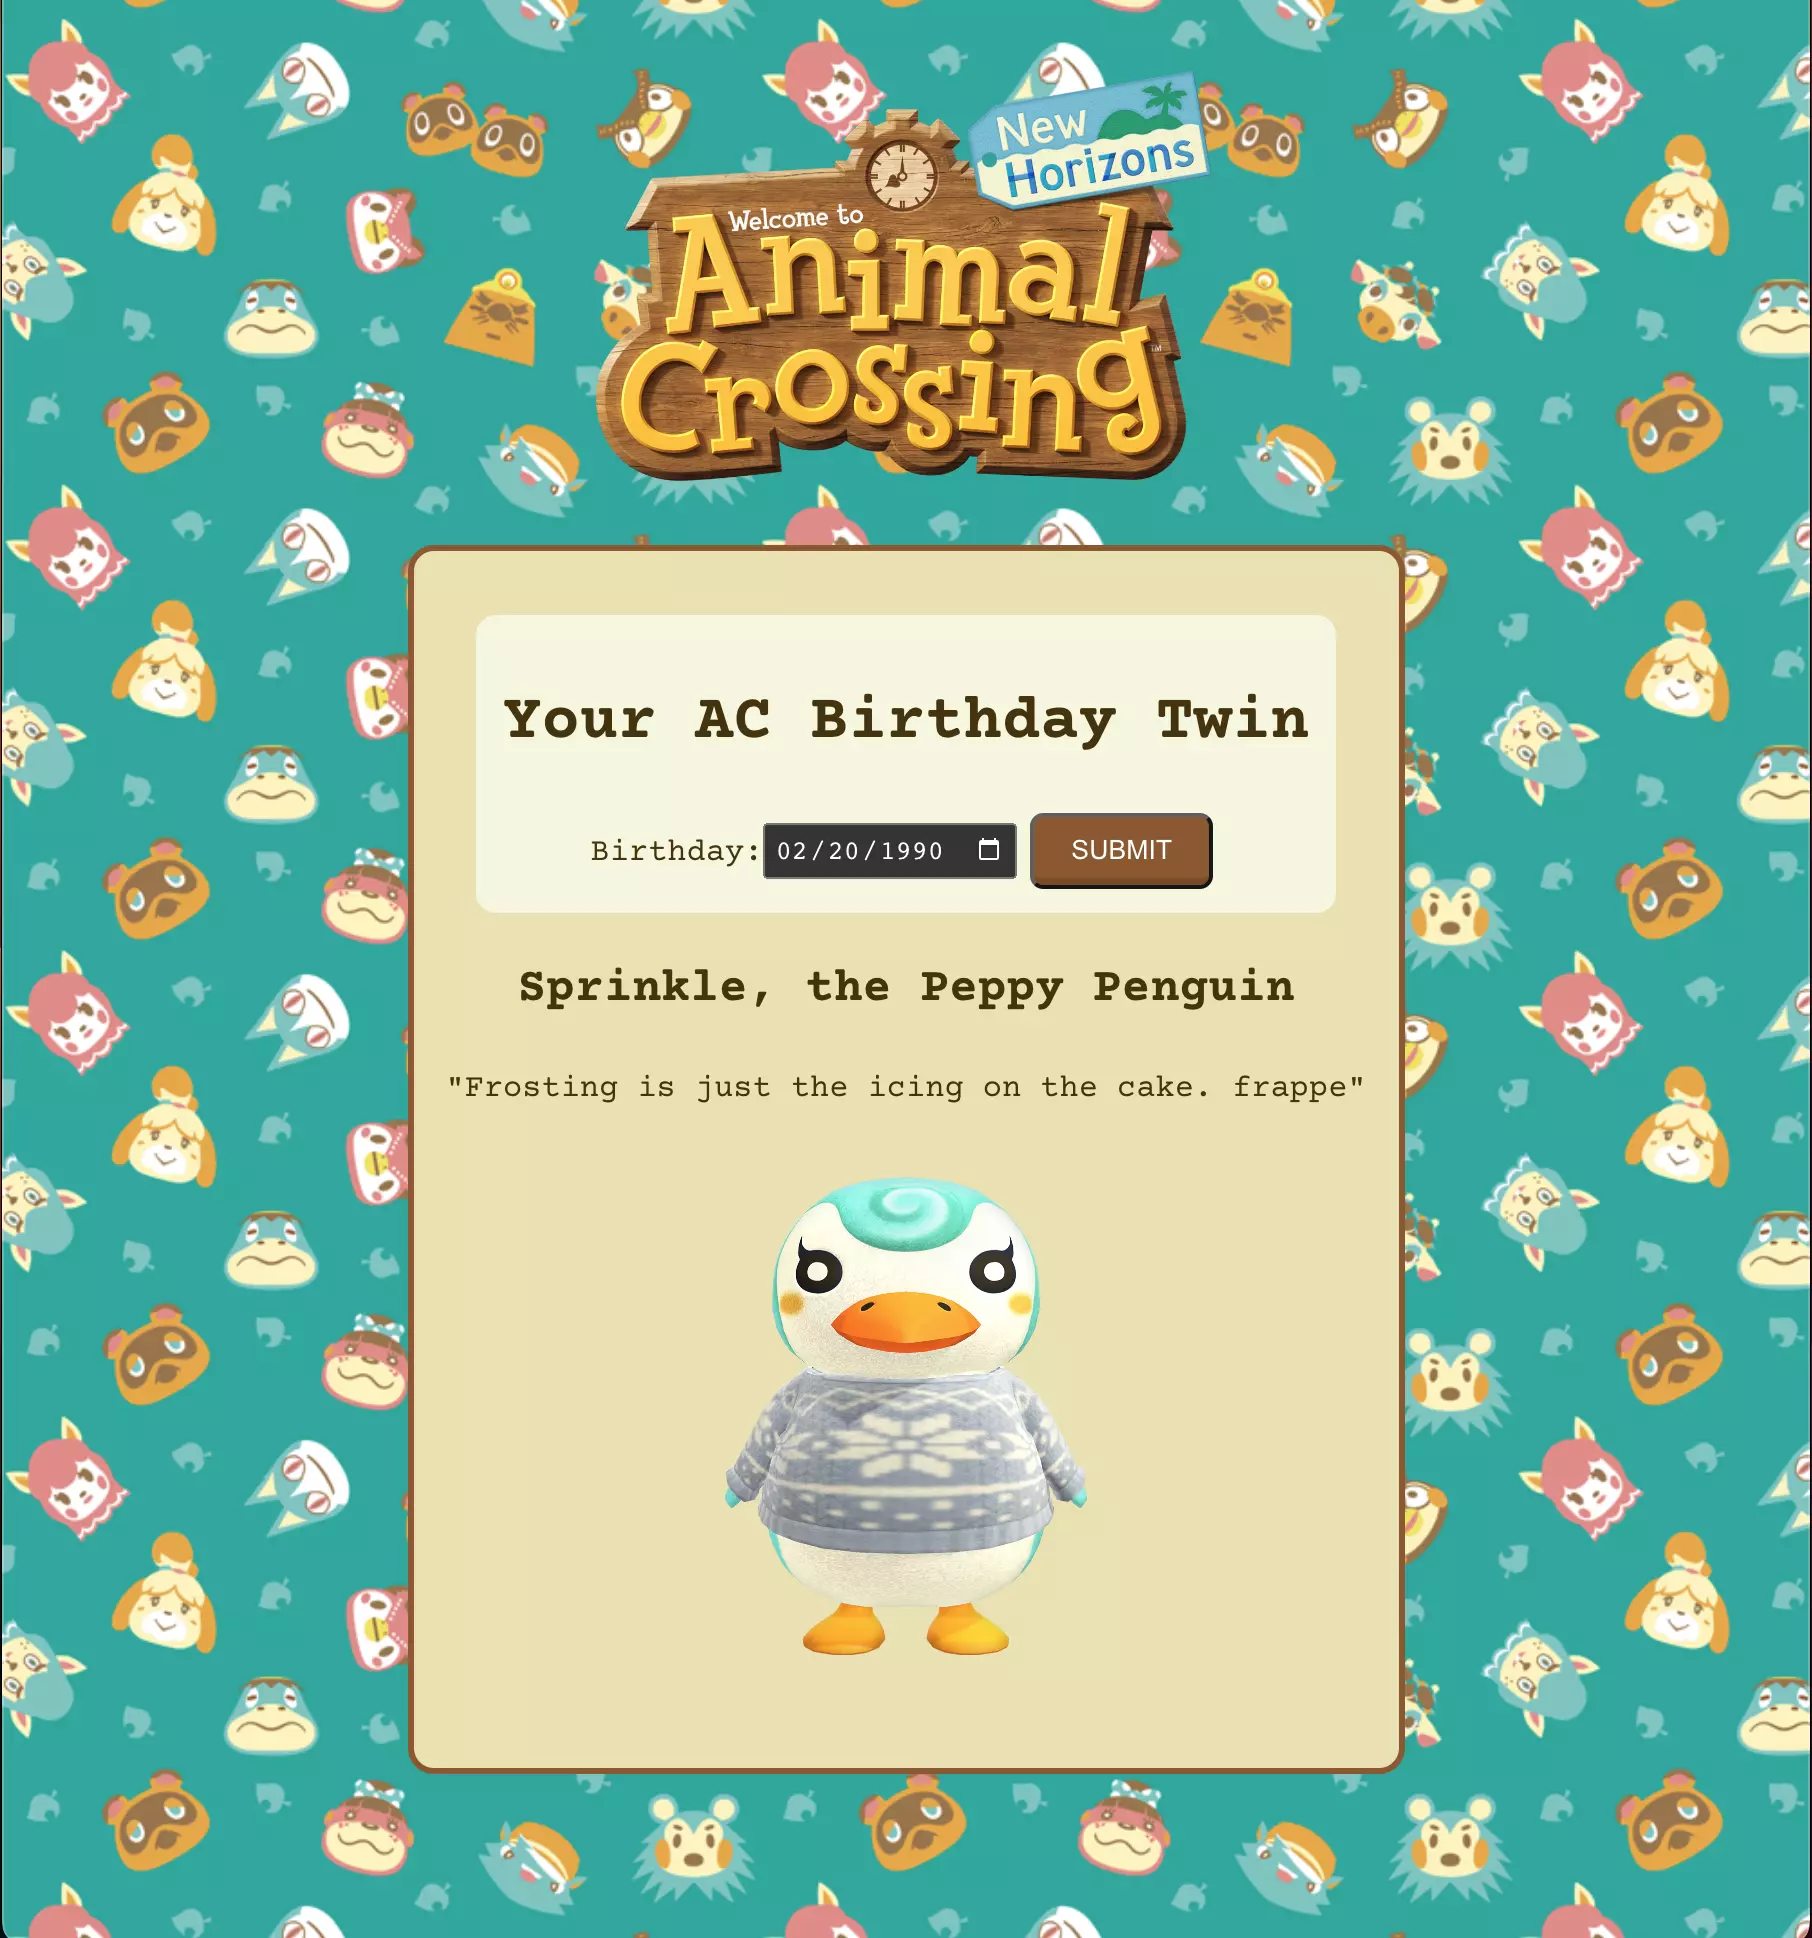 New
Horizons
Welcome to
Animal
Crossing™
Your AC Birthday Twin
Birthday: 02/20/1990 SUBMIT
Sprinkle, the Peppy Penguin
"Frosting is just the icing on the cake. frappe"